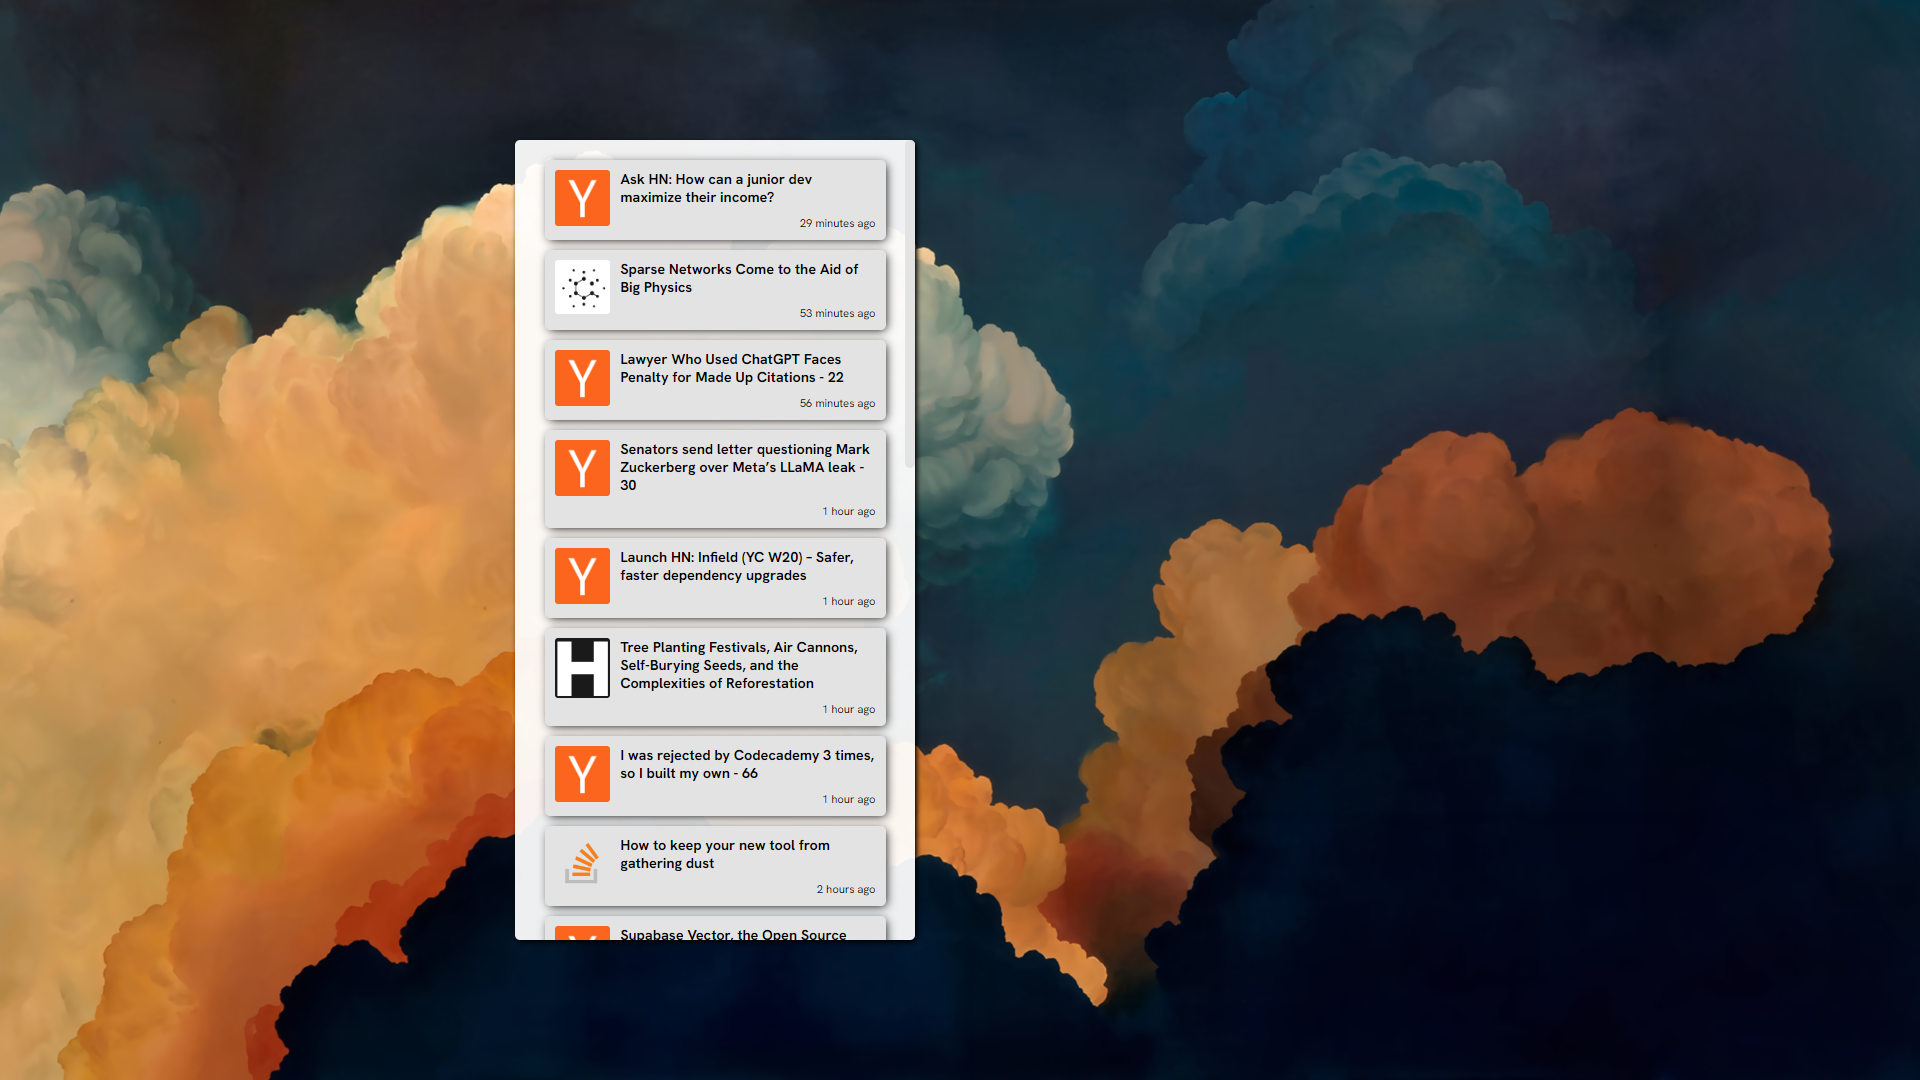 Ask HN: How can a junior dev
maximize their income?
29 minutes ago
Sparse Networks Come to the Aid of
Big Physics
53 minutes ago
Lawyer Who Used ChatGPT Faces
Penalty for Made Up Citations - 22
56 minutes ago
Senators send letter questioning Mark
Zuckerberg over Meta’s LLaMA leak -
30
1 hour ago
Launch HN: Infield (YC W20) – Safer,
faster dependency upgrades
1 hour ago
Tree Planting Festivals, Air Cannons,
Self-Burying Seeds, and the
Complexities of Reforestation
1 hour ago
I was rejected by Codecademy 3 times,
so I built my own - 66
1 hour ago
How to keep your new tool from
gathering dust
2 hours ago
Supabase Vector, the Open Source